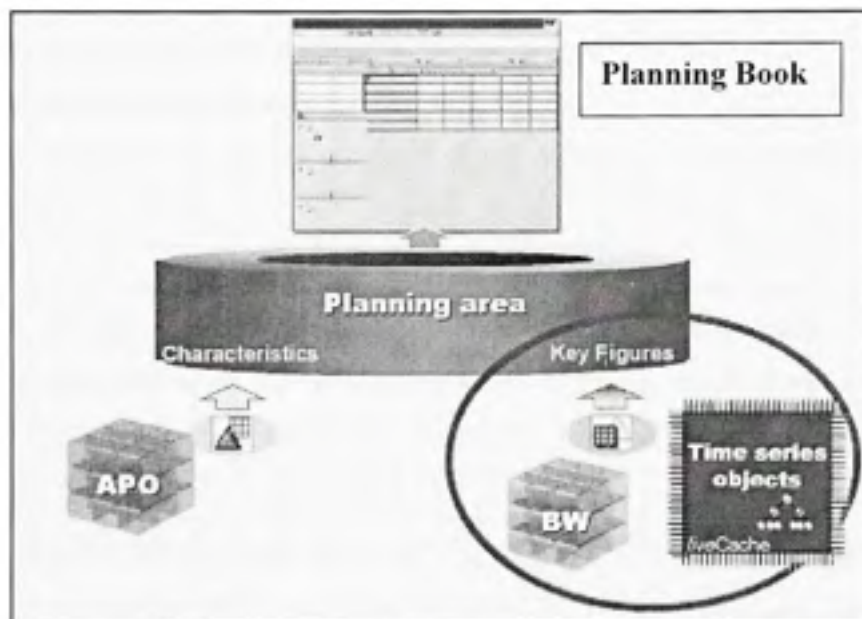 Planning Book
Planning area
Characteristics
Key Figures
APO
BW
Time series
objects
liveCache